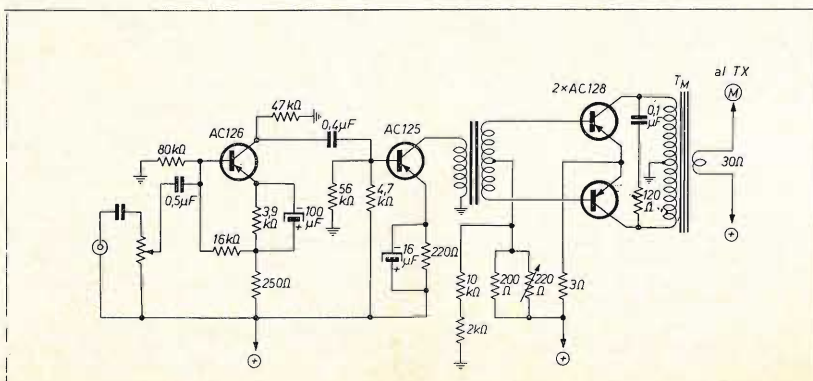 47kΩ
AC126
0,4µF
80kΩ
0,5µF
3,9
kΩ
100
µF
16kΩ
250Ω
AC125
56
kΩ
4,7
kΩ
16
µF
220Ω
2×AC128
0,1
µF
120
Ω
10
kΩ
2kΩ
200
Ω
220
Ω
3Ω
TM
al TX
M
30Ω